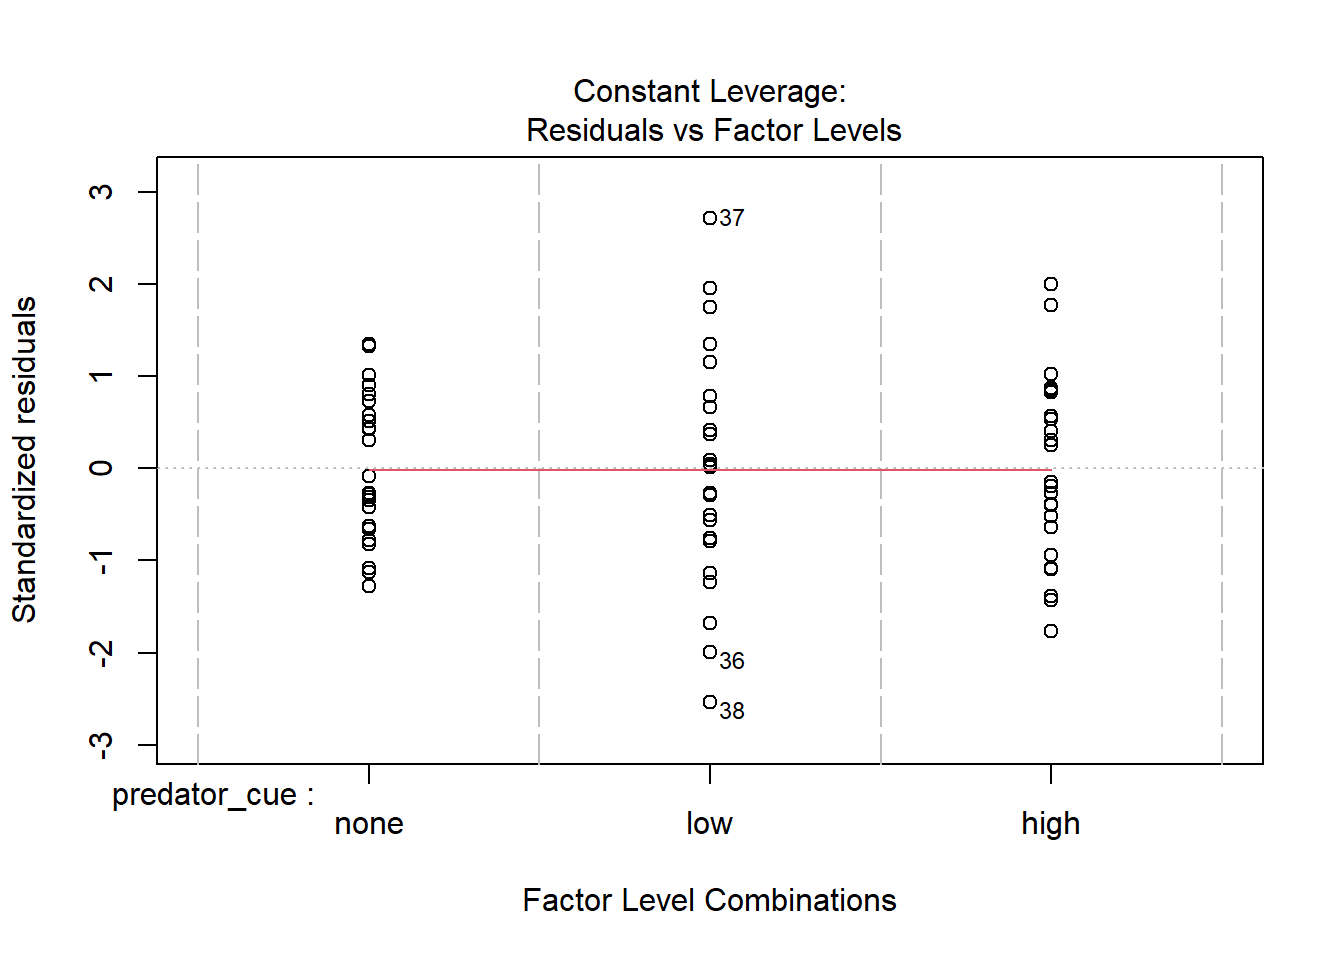 Constant Leverage:
Residuals vs Factor Levels
Standardized residuals
3
2
1
0
-1
-2
-3
37
36
38
predator_cue :
none low high
Factor Level Combinations